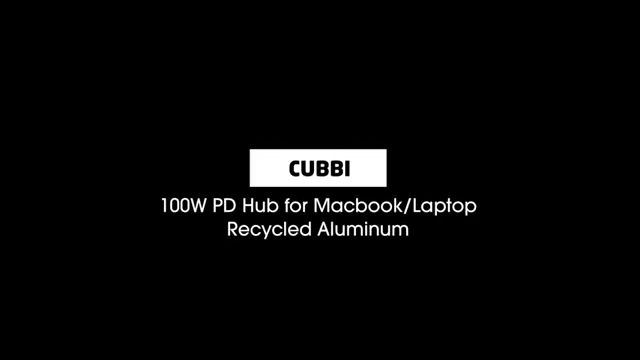 CUBBI
100W PD Hub for Macbook/Laptop
Recycled Aluminum